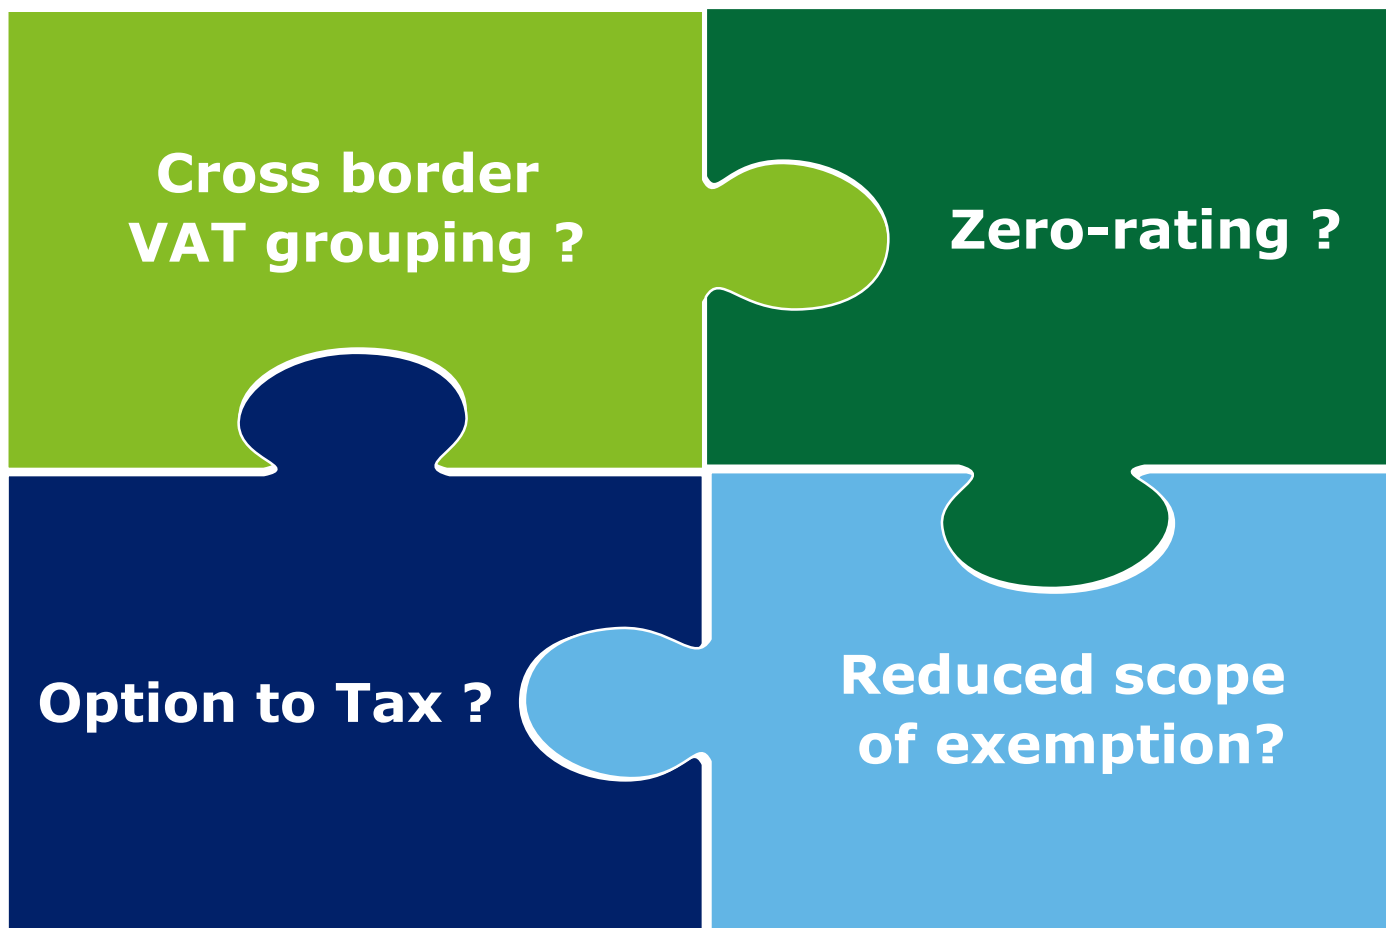 Cross border
VAT grouping ?
Zero-rating ?
Option to Tax ?
Reduced scope
of exemption?